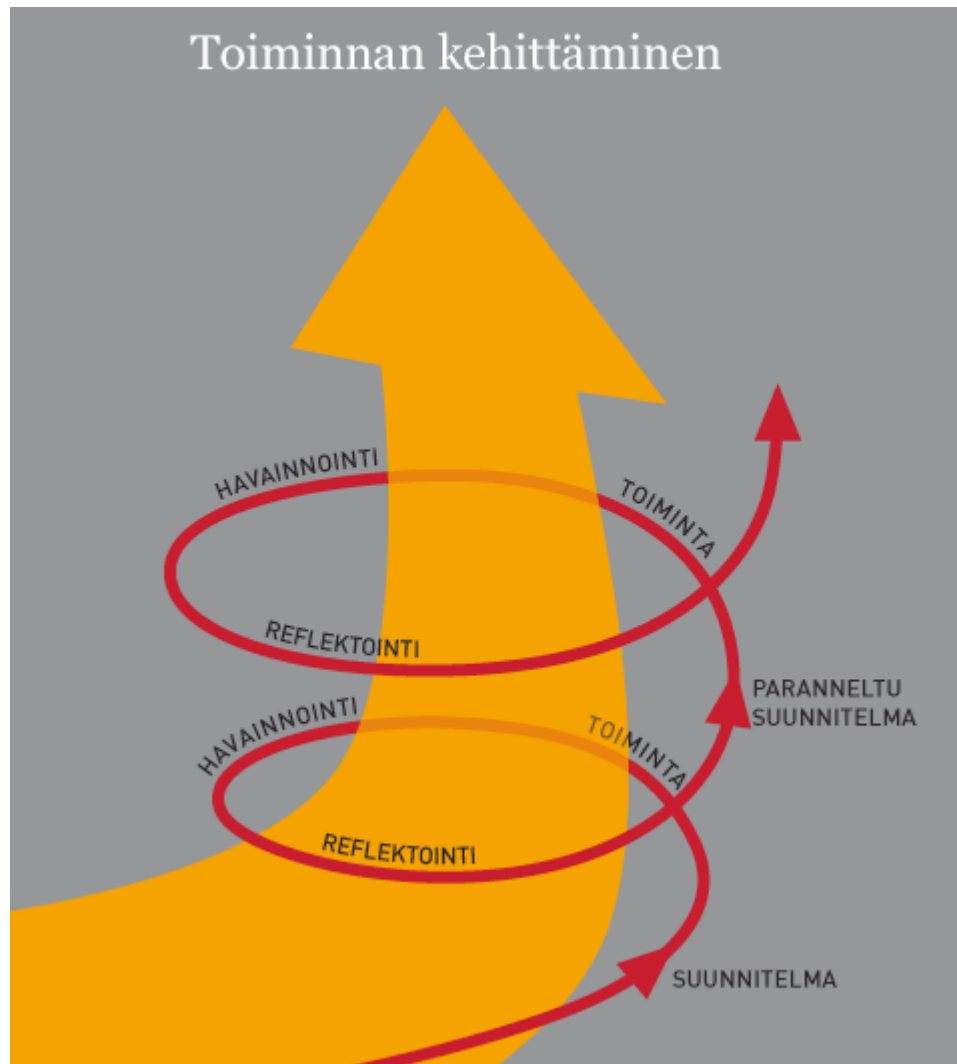 Toiminnan kehittäminen
HAVAINNOINTI
TOIMINTA
REFLEKTOINTI
PARANNELTU
SUUNNITELMA
HAVAINNOINTI
TOIMINTA
REFLEKTOINTI
SUUNNITELMA